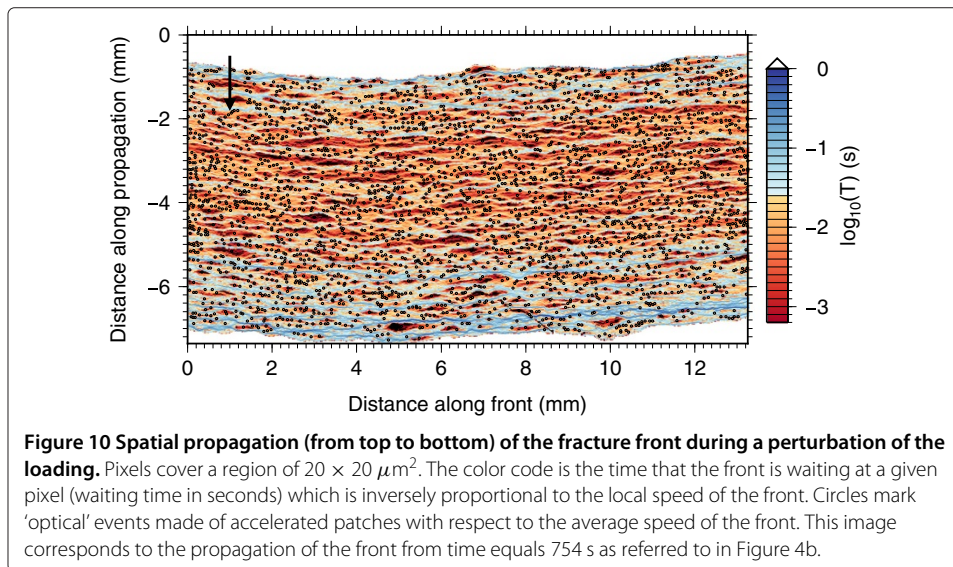 0
−2
−4
−6
Distance along propagation (mm)
0 2 4 6 8 10 12
Distance along front (mm)
0
−1
−2
−3
log10(T) (s)
Figure 10 Spatial propagation (from top to bottom) of the fracture front during a perturbation of the
loading. Pixels cover a region of 20 × 20 μm². The color code is the time that the front is waiting at a given
pixel (waiting time in seconds) which is inversely proportional to the local speed of the front. Circles mark
‘optical’ events made of accelerated patches with respect to the average speed of the front. This image
corresponds to the propagation of the front from time equals 754 s as referred to in Figure 4b.